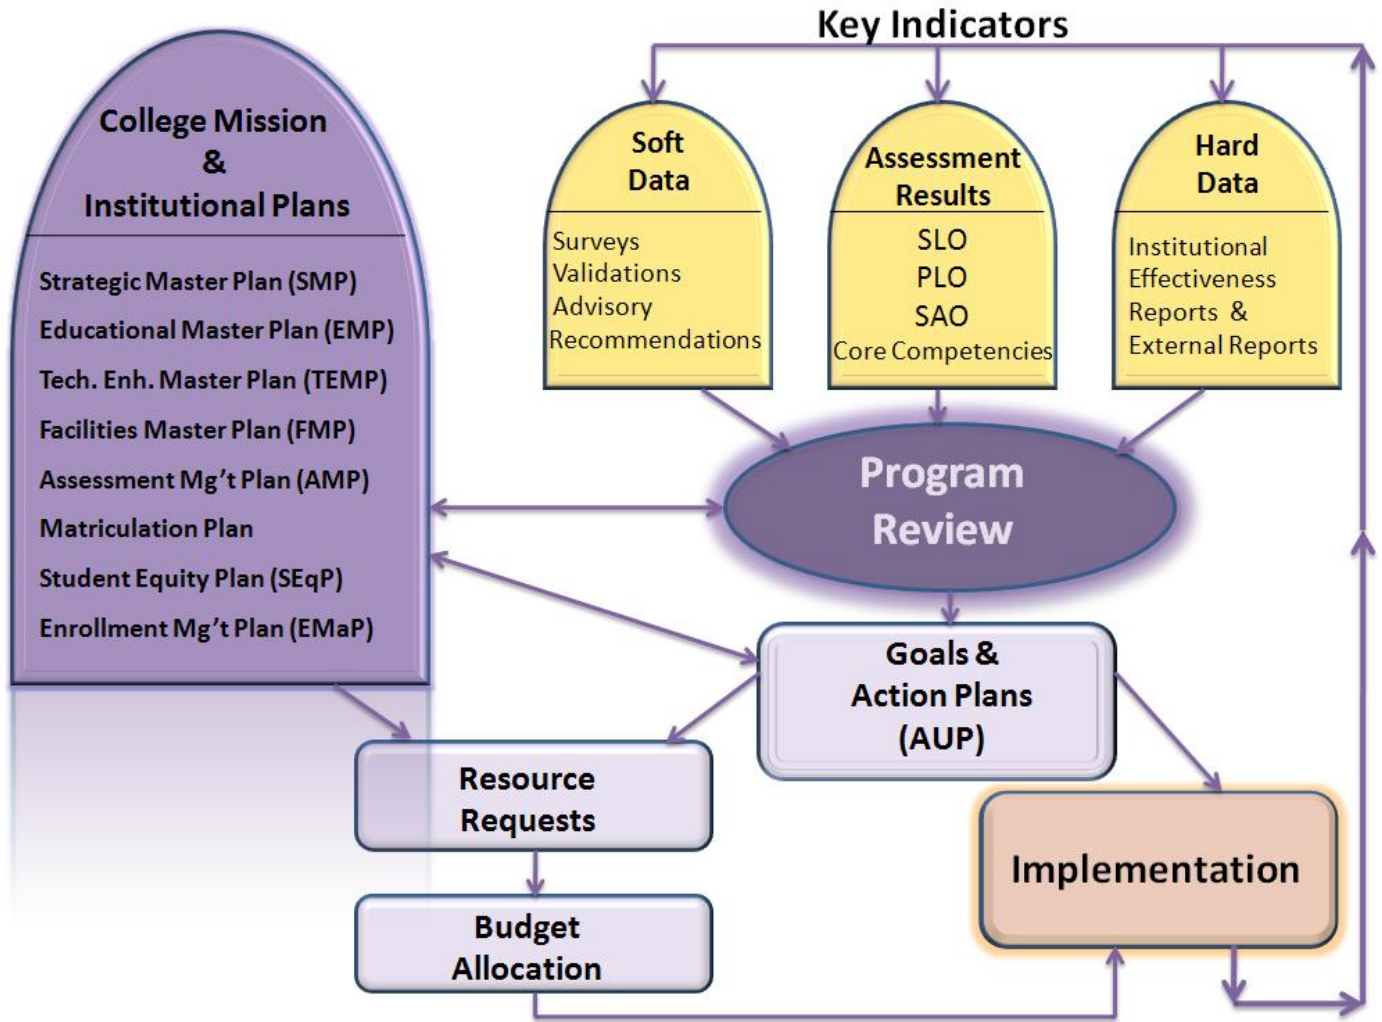 Key Indicators
College Mission
&
Institutional Plans
Strategic Master Plan (SMP)
Educational Master Plan (EMP)
Tech. Enh. Master Plan (TEMP)
Facilities Master Plan (FMP)
Assessment Mg’t Plan (AMP)
Matriculation Plan
Student Equity Plan (SEqP)
Enrollment Mg’t Plan (EMaP)
Soft
Data
Surveys
Validations
Advisory
Recommendations
Assessment
Results
SLO
PLO
SAO
Core Competencies
Hard
Data
Institutional
Effectiveness
Reports &
External Reports
Program
Review
Goals &
Action Plans
(AUP)
Resource
Requests
Budget
Allocation
Implementation